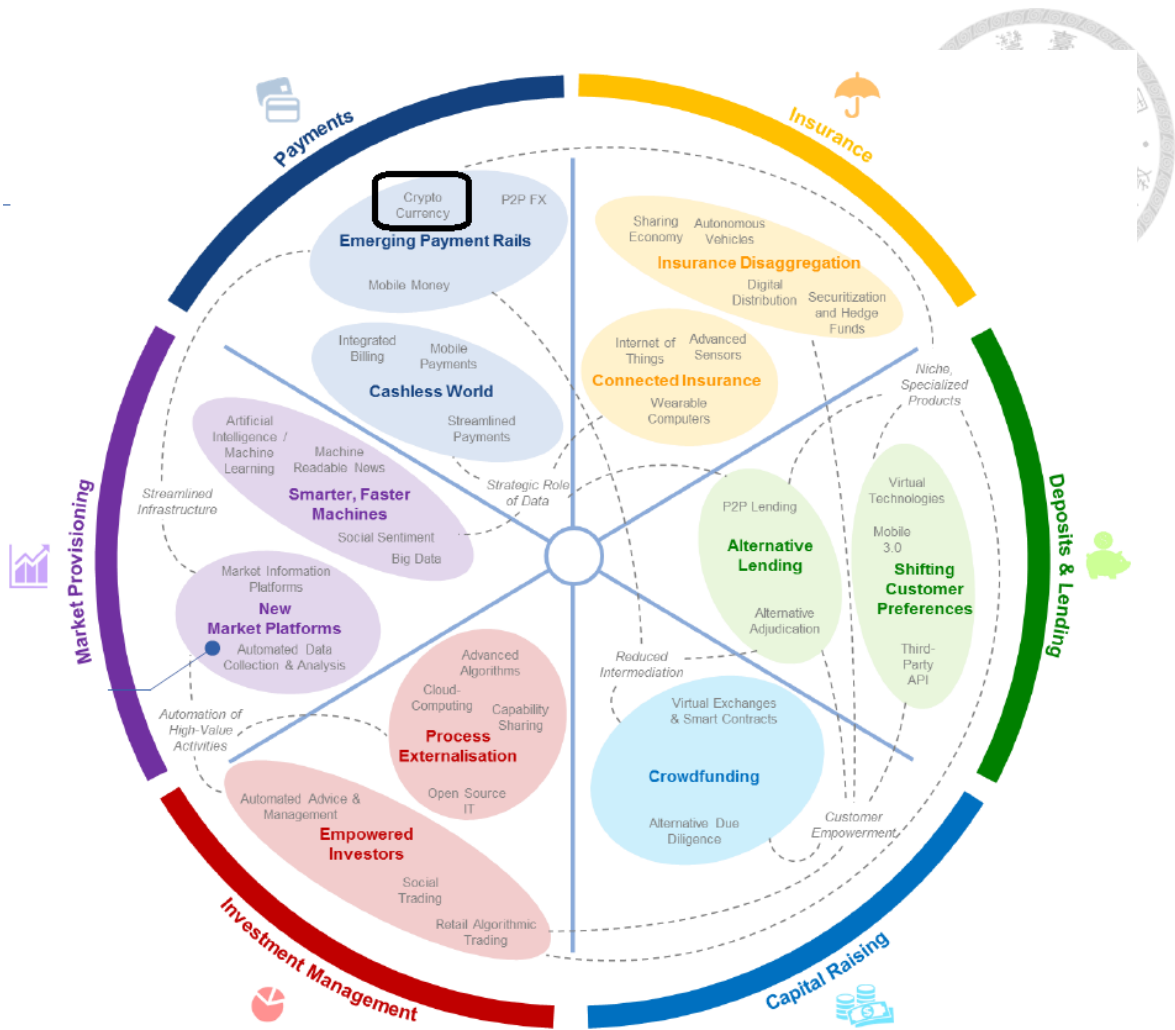 Payments
Crypto
Currency
P2P FX
Emerging Payment Rails
Mobile Money
Integrated
Billing
Mobile
Payments
Cashless World
Streamlined
Payments
Insurance
Sharing
Economy
Autonomous
Vehicles
Insurance Disaggregation
Digital
Distribution
Securitization
and Hedge
Funds
Internet of
Things
Advanced
Sensors
Connected Insurance
Wearable
Computers
Niche,
Specialized
Products
Deposits & Lending
Virtual
Technologies
Mobile
3.0
Shifting
Customer
Preferences
Third-
Party
API
P2P Lending
Alternative
Lending
Alternative
Adjudication
Strategic Role
of Data
Market Provisioning
Artificial
Intelligence /
Machine
Learning
Machine
Readable News
Smarter, Faster
Machines
Social Sentiment
Big Data
Streamlined
Infrastructure
Market Information
Platforms
New
Market Platforms
Automated Data
Collection & Analysis
Automation of
High-Value
Activities
Reduced
Intermediation
Investment Management
Advanced
Algorithms
Cloud-
Computing
Capability
Sharing
Process
Externalisation
Open Source
IT
Automated Advice &
Management
Empowered
Investors
Social
Trading
Retail Algorithmic
Trading
Capital Raising
Virtual Exchanges
& Smart Contracts
Crowdfunding
Alternative Due
Diligence
Customer
Empowerment
$